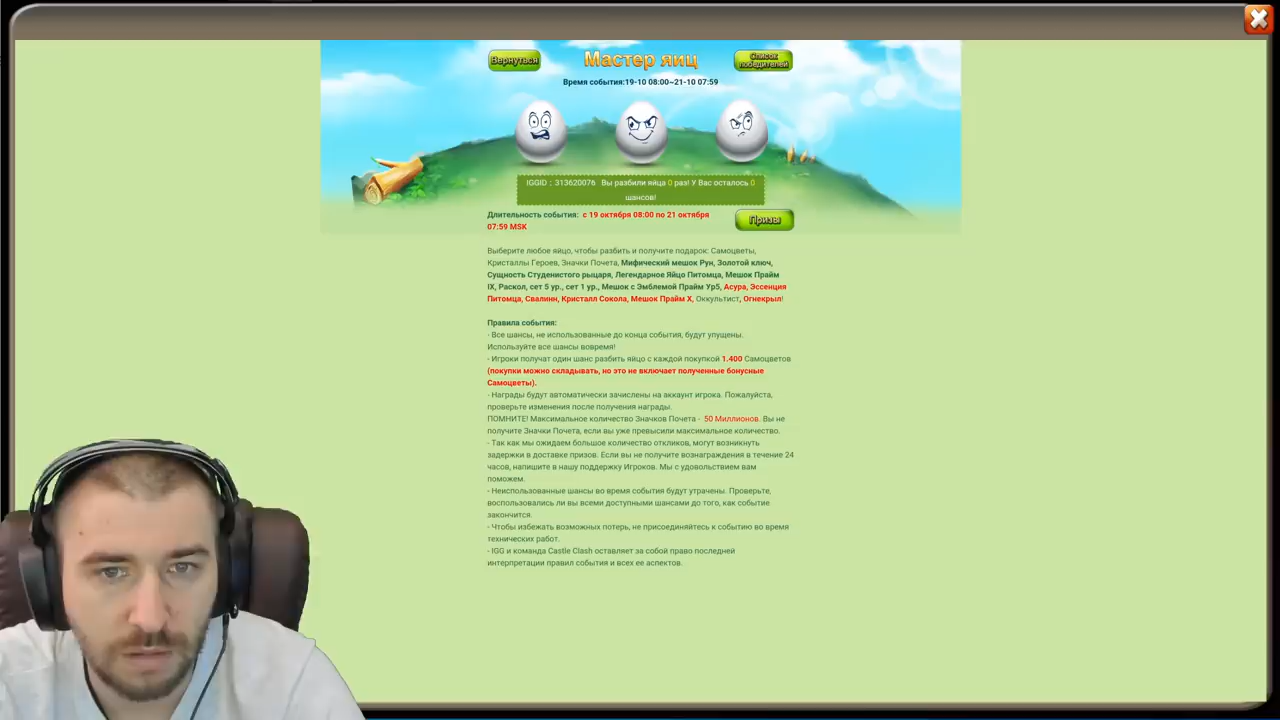 Вернуться
Мастер яиц
Список
победителей
Время события:19-10 08:00~21-10 07:59
IGGID : 313620076 Вы разбили яйца 0 раз! У Вас осталось 0
шансов!
Длительность события: с 19 октября 08:00 по 21 октября
07:59 MSK
Призы
Выберите любое яйцо, чтобы разбить и получите подарок: Самоцветы,
Кристаллы Героев, Значки Почета, Мифический мешок Рун, Золотой ключ,
Сущность Студенистого рыцаря, Легендарное Яйцо Питомца, Мешок Прайм
IX, Раскол, сет 5 ур., сет 1 ур., Мешок с Эмблемой Прайм Ур5, Асура, Эссенция
Питомца, Свалинн, Кристалл Сокола, Мешок Прайм X, Оккультист, Огнекрыл!
Правила события:
- Все шансы, не использованные до конца события, будут упущены.
Используйте все шансы вовремя!
- Игроки получат один шанс разбить яйцо с каждой покупкой 1.400 Самоцветов
(покупки можно складывать, но это не включает полученные бонусные
Самоцветы).
- Награды будут автоматически зачислены на аккаунт игрока. Пожалуйста,
проверьте изменения после получения награды.
ПОМНИТЕ! Максимальное количество Значков Почета - 50 Миллионов. Вы не
получите Значки Почета, если вы уже превысили максимальное количество.
- Так как мы ожидаем большое количество откликов, могут возникнуть
задержки в доставке призов. Если вы не получите вознаграждения в течение 24
часов, напишите в нашу поддержку Игроков. Мы с удовольствием вам
поможем.
- Неиспользованные шансы во время события будут утрачены. Проверьте,
воспользовались ли вы всеми доступными шансами до того, как событие
закончится.
- Чтобы избежать возможных потерь, не присоединяйтесь к событию во время
технических работ.
- IGG и команда Castle Clash оставляет за собой право последней
интерпретации правил события и всех ее аспектов.